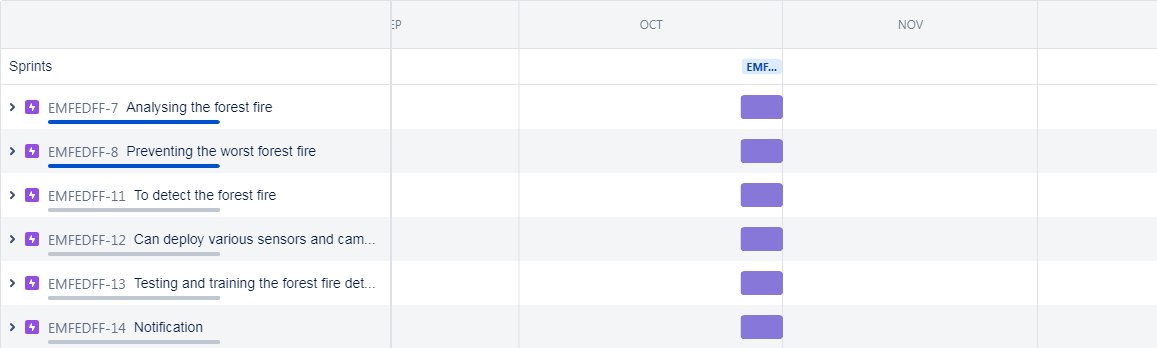 EP OCT NOV
Sprints EMF...
EMFEDFF-7 Analysing the forest fire
EMFEDFF-8 Preventing the worst forest fire
EMFEDFF-11 To detect the forest fire
EMFEDFF-12 Can deploy various sensors and cam...
EMFEDFF-13 Testing and training the forest fire det...
EMFEDFF-14 Notification